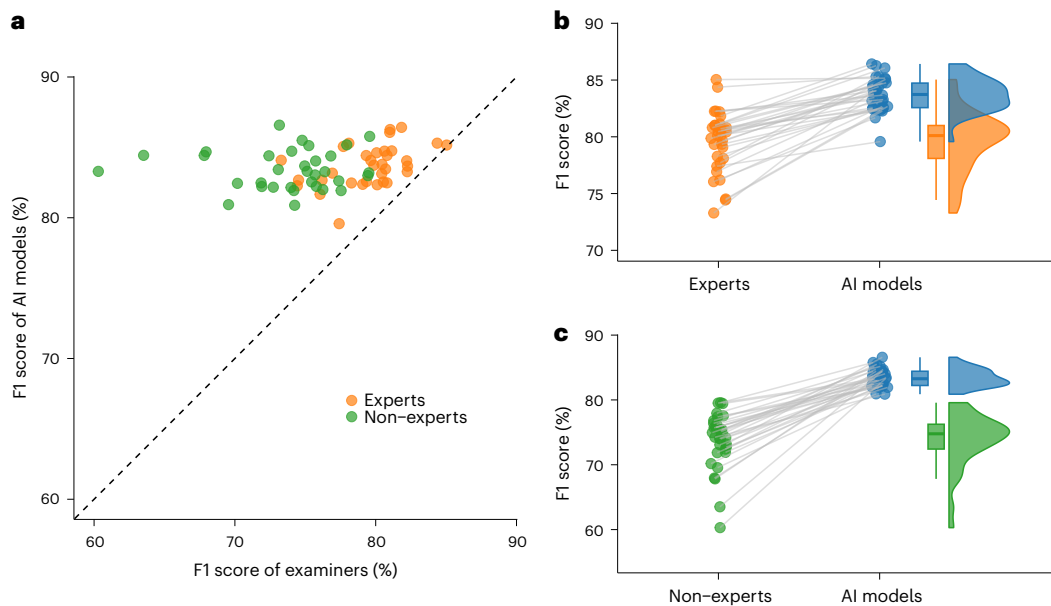 a
90
80
70
60
F1 score of AI models (%)
Experts
Non-experts
60 70 80 90
F1 score of examiners (%)
b
90
85
80
75
70
F1 score (%)
Experts AI models
c
90
80
70
60
F1 score (%)
Non-experts AI models